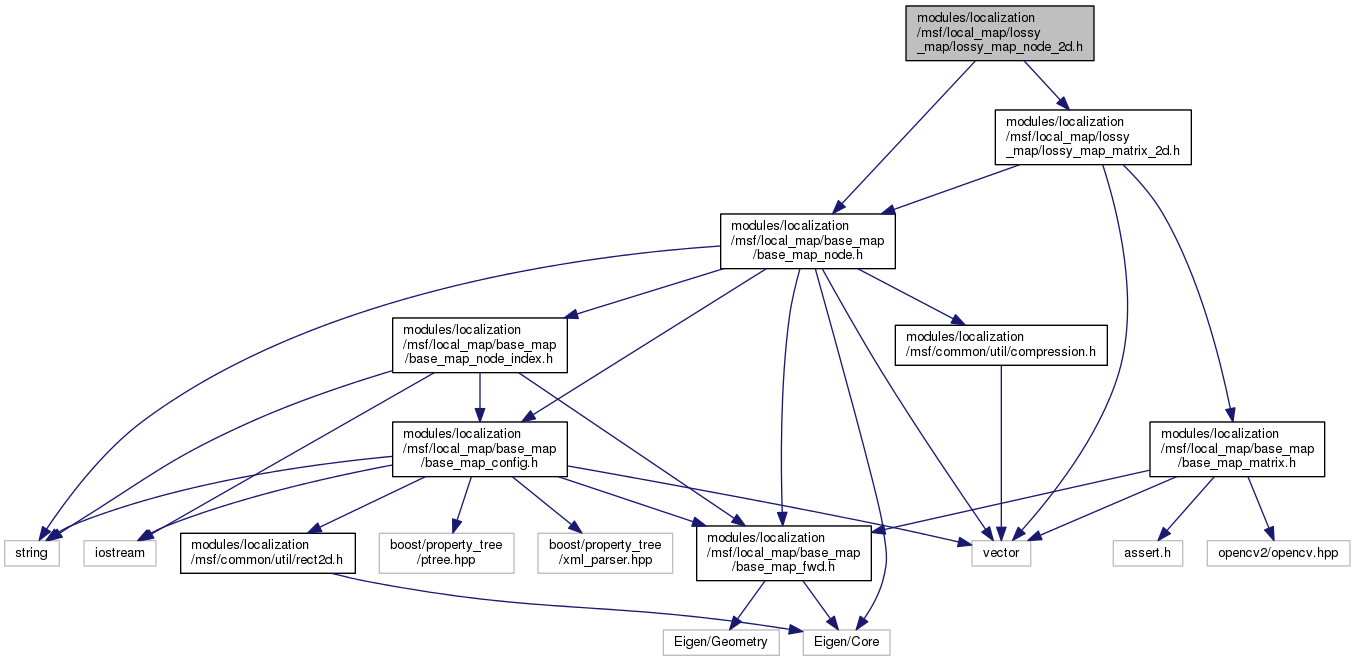 modules/localization
/msf/local_map/lossy
_map/lossy_map_node_2d.h
modules/localization
/msf/local_map/lossy
_map/lossy_map_matrix_2d.h
modules/localization
/msf/local_map/base_map
/base_map_node.h
modules/localization
/msf/local_map/base_map
/base_map_node_index.h
modules/localization
/msf/common/util/compression.h
modules/localization
/msf/local_map/base_map
/base_map_config.h
modules/localization
/msf/local_map/base_map
/base_map_matrix.h
string
iostream
modules/localization
/msf/common/util/rect2d.h
boost/property_tree
/ptree.hpp
boost/property_tree
/xml_parser.hpp
modules/localization
/msf/local_map/base_map
/base_map_fwd.h
vector
assert.h
opencv2/opencv.hpp
Eigen/Geometry
Eigen/Core